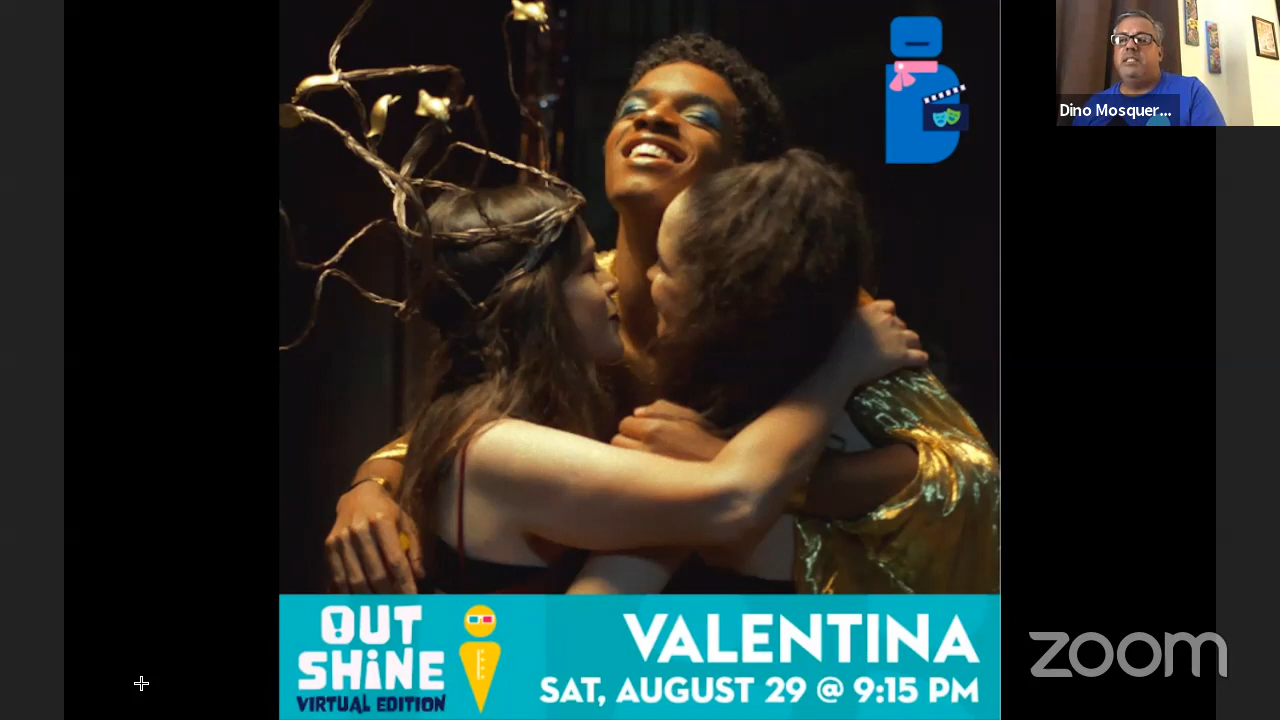 Dino Mosquer...
OUT
SHiNE
VIRTUAL EDITION
VALENTINA
SAT, AUGUST 29 @ 9:15 PM
zoom